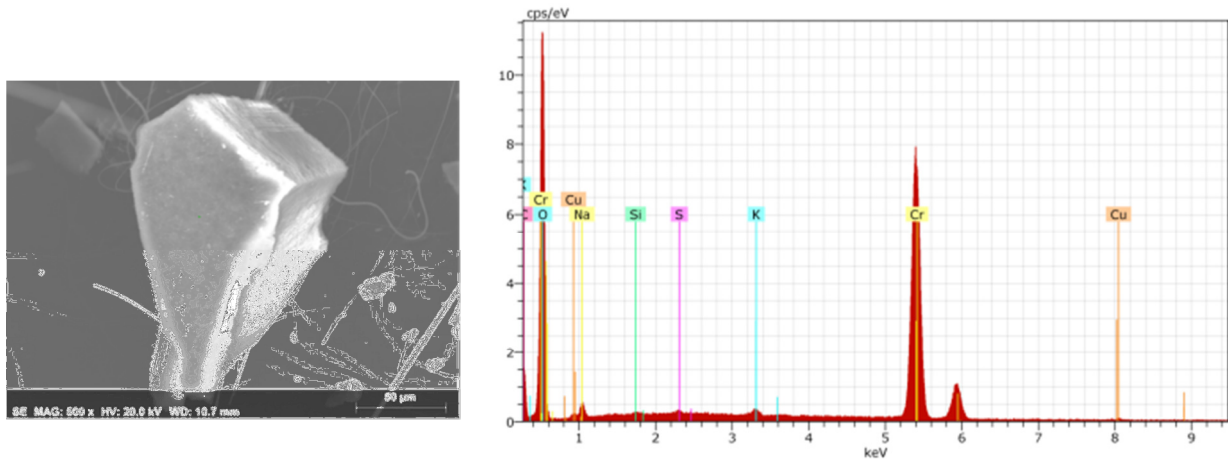 SE MAG: 500 x HV: 20.0 kV WD: 10.7 mm
50 µm
cps/eV
10
8
6
4
2
0
Cr Cu
C O Na Si S K Cr Cu
1 2 3 4 5 6 7 8 9
keV